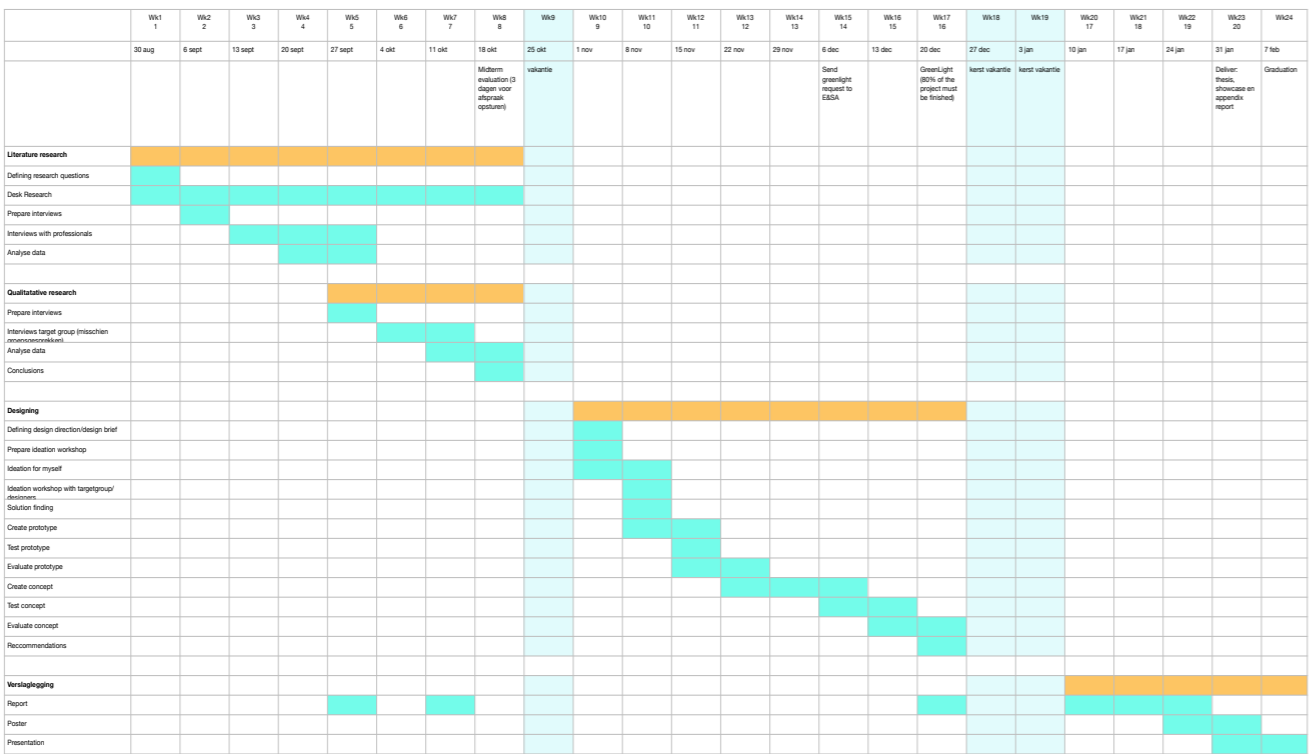 Wk1 Wk2 Wk3 Wk4 Wk5 Wk6 Wk7 Wk8 Wk9 Wk10 Wk11 Wk12 Wk13 Wk14 Wk15 Wk16 Wk17 Wk18 Wk19 Wk20 Wk21 Wk22 Wk23 Wk24
1 2 3 4 5 6 7 8 9 10 11 12 13 14 15 16 17 18 19 20
30 aug 6 sept 13 sept 20 sept 27 sept 4 okt 11 okt 18 okt 25 okt 1 nov 8 nov 15 nov 22 nov 29 nov 6 dec 13 dec 20 dec 27 dec 3 jan 10 jan 17 jan 24 jan 31 jan 7 feb
Midterm
evaluation (3
dagen voor
afspraak
opsturen)
vakantie
Send
greenlight
request to
E&SA
GreenLight
(80% of the
project must
be finished)
kerst vakantie
kerst vakantie
Deliver:
thesis,
showcase en
appendix
report
Graduation
Literature research
Defining research questions
Desk Research
Prepare interviews
Interviews with professionals
Analyse data
Qualitatative research
Prepare interviews
Interviews target group (misschien
groepsgesprekken)
Analyse data
Conclusions
Designing
Defining design direction/design brief
Prepare ideation workshop
Ideation for myself
Ideation workshop with targetgroup/
designers
Solution finding
Create prototype
Test prototype
Evaluate prototype
Create concept
Test concept
Evaluate concept
Reccommendations
Verslaglegging
Report
Poster
Presentation